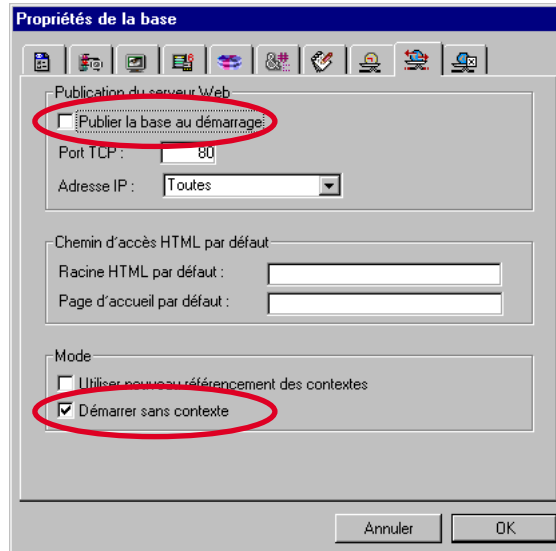 Propriétés de la base
Publication du serveur Web
Publier la base au démarrage
Port TCP : 80
Adresse IP : Toutes
Chemin d'accès HTML par défaut
Racine HTML par défaut :
Page d'accueil par défaut :
Mode
Utiliser nouveau référencement des contextes
Démarrer sans contexte
Annuler OK